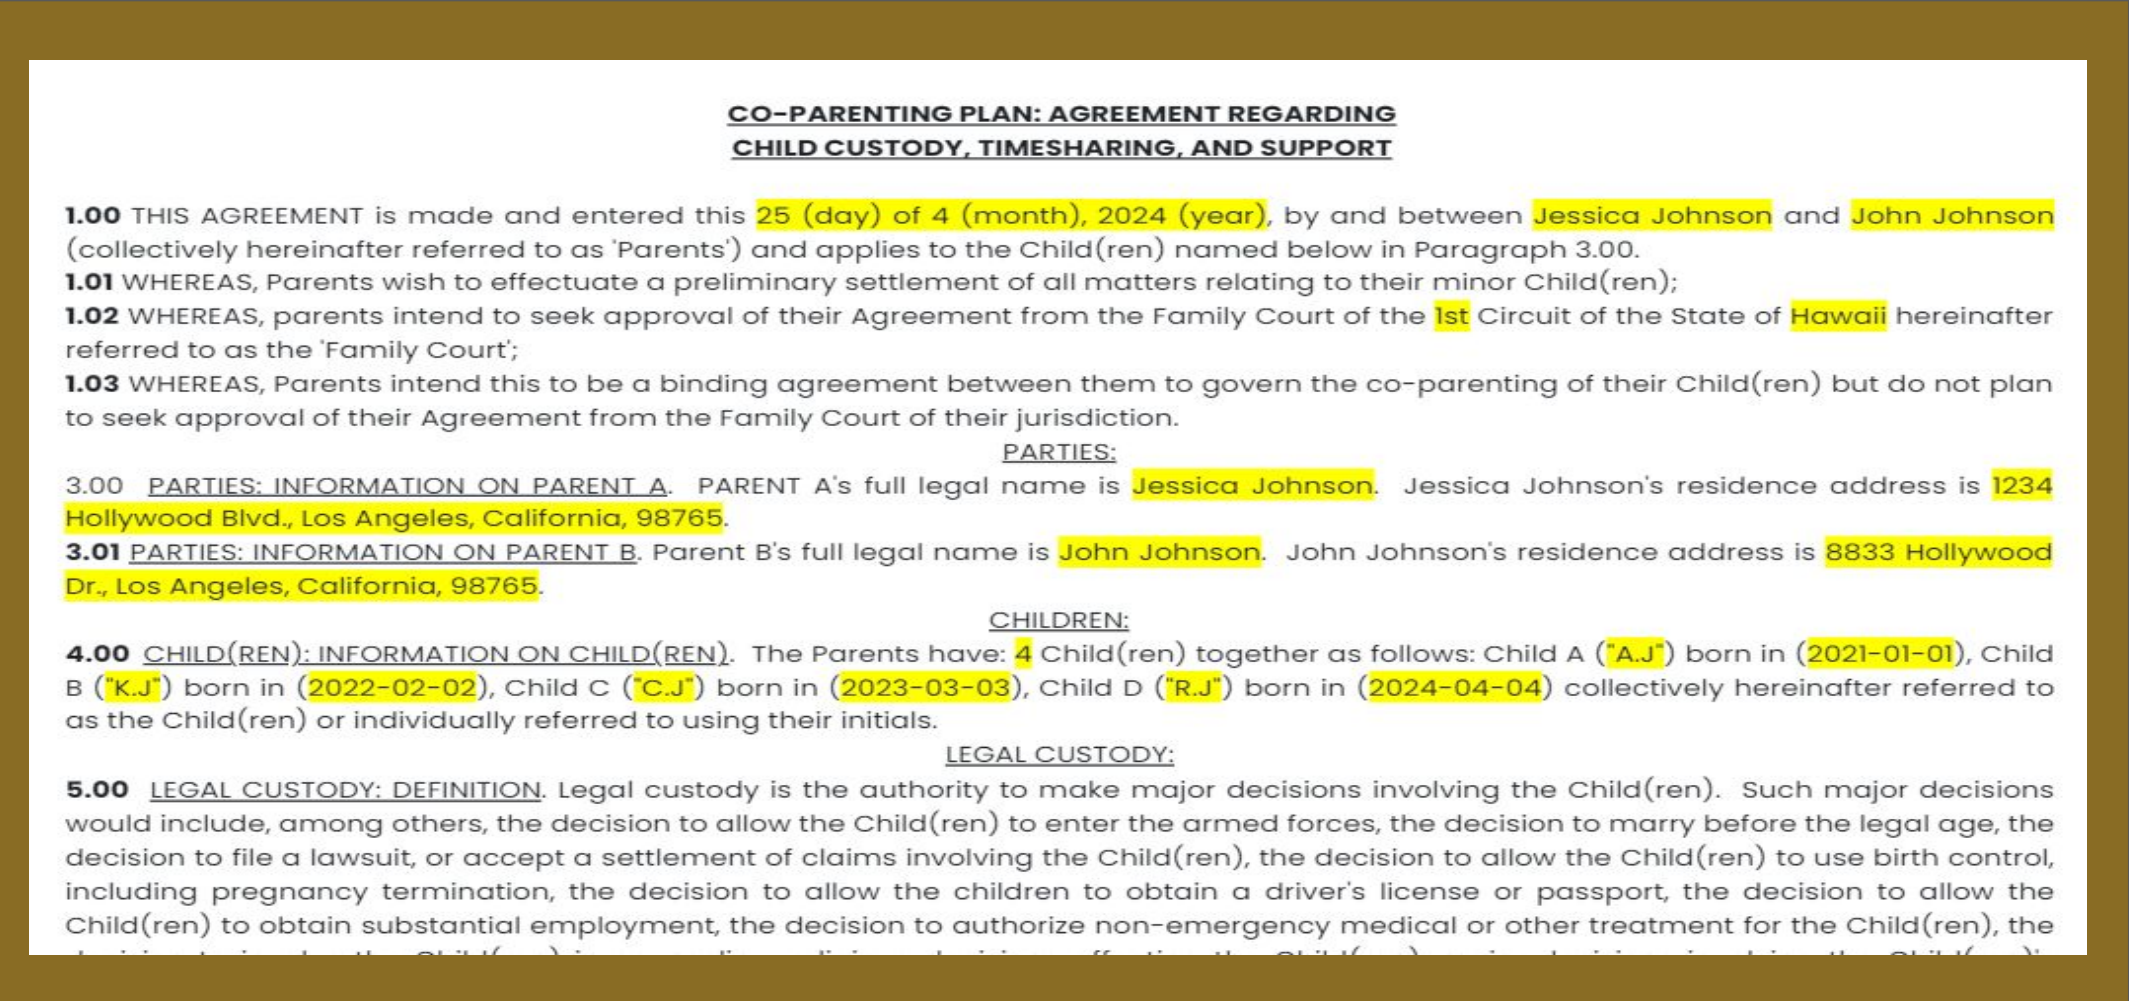 CO-PARENTING PLAN: AGREEMENT REGARDING
CHILD CUSTODY, TIMESHARING, AND SUPPORT
1.00 THIS AGREEMENT is made and entered this 25 (day) of 4 (month), 2024 (year), by and between Jessica Johnson and John Johnson
(collectively hereinafter referred to as 'Parents') and applies to the Child(ren) named below in Paragraph 3.00.
1.01 WHEREAS, Parents wish to effectuate a preliminary settlement of all matters relating to their minor Child(ren);
1.02 WHEREAS, parents intend to seek approval of their Agreement from the Family Court of the 1st Circuit of the State of Hawaii hereinafter
referred to as the 'Family Court';
1.03 WHEREAS, Parents intend this to be a binding agreement between them to govern the co-parenting of their Child(ren) but do not plan
to seek approval of their Agreement from the Family Court of their jurisdiction.
PARTIES:
3.00 PARTIES: INFORMATION ON PARENT A. PARENT A's full legal name is Jessica Johnson. Jessica Johnson's residence address is 1234
Hollywood Blvd., Los Angeles, California, 98765.
3.01 PARTIES: INFORMATION ON PARENT B. Parent B's full legal name is John Johnson. John Johnson's residence address is 8833 Hollywood
Dr., Los Angeles, California, 98765.
CHILDREN:
4.00 CHILD(REN): INFORMATION ON CHILD(REN). The Parents have: 4 Child(ren) together as follows: Child A ("A.J") born in (2021-01-01), Child
B ("K.J") born in (2022-02-02), Child C ("C.J") born in (2023-03-03), Child D ("R.J") born in (2024-04-04) collectively hereinafter referred to
as the Child(ren) or individually referred to using their initials.
LEGAL CUSTODY:
5.00 LEGAL CUSTODY: DEFINITION. Legal custody is the authority to make major decisions involving the Child(ren). Such major decisions
would include, among others, the decision to allow the Child(ren) to enter the armed forces, the decision to marry before the legal age, the
decision to file a lawsuit, or accept a settlement of claims involving the Child(ren), the decision to allow the Child(ren) to use birth control,
including pregnancy termination, the decision to allow the children to obtain a driver's license or passport, the decision to allow the
Child(ren) to obtain substantial employment, the decision to authorize non-emergency medical or other treatment for the Child(ren), the